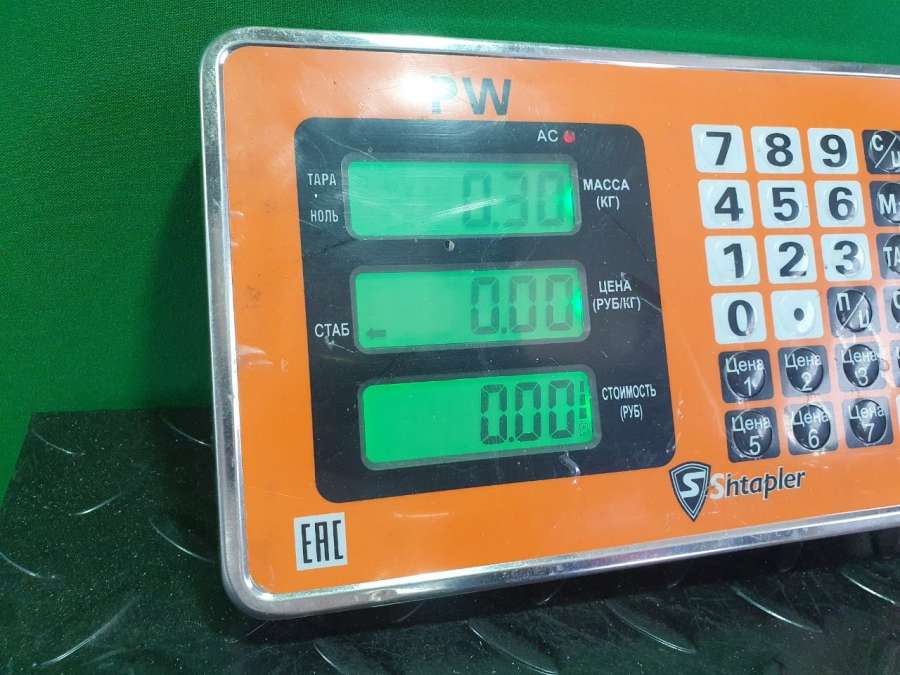 PW
AC
ТАРА
НОЛЬ
0.30
МАССА
(КГ)
0.00
ЦЕНА
(РУБ/КГ)
СТАБ
0.00
СТОИМОСТЬ
(РУБ)
7 8 9 С/Ц
4 5 6
1 2 3
0 . П/Ц
Цена 1 Цена 2 Цена 3
Цена 5 Цена 6 Цена 7
S Shtapler
EAC